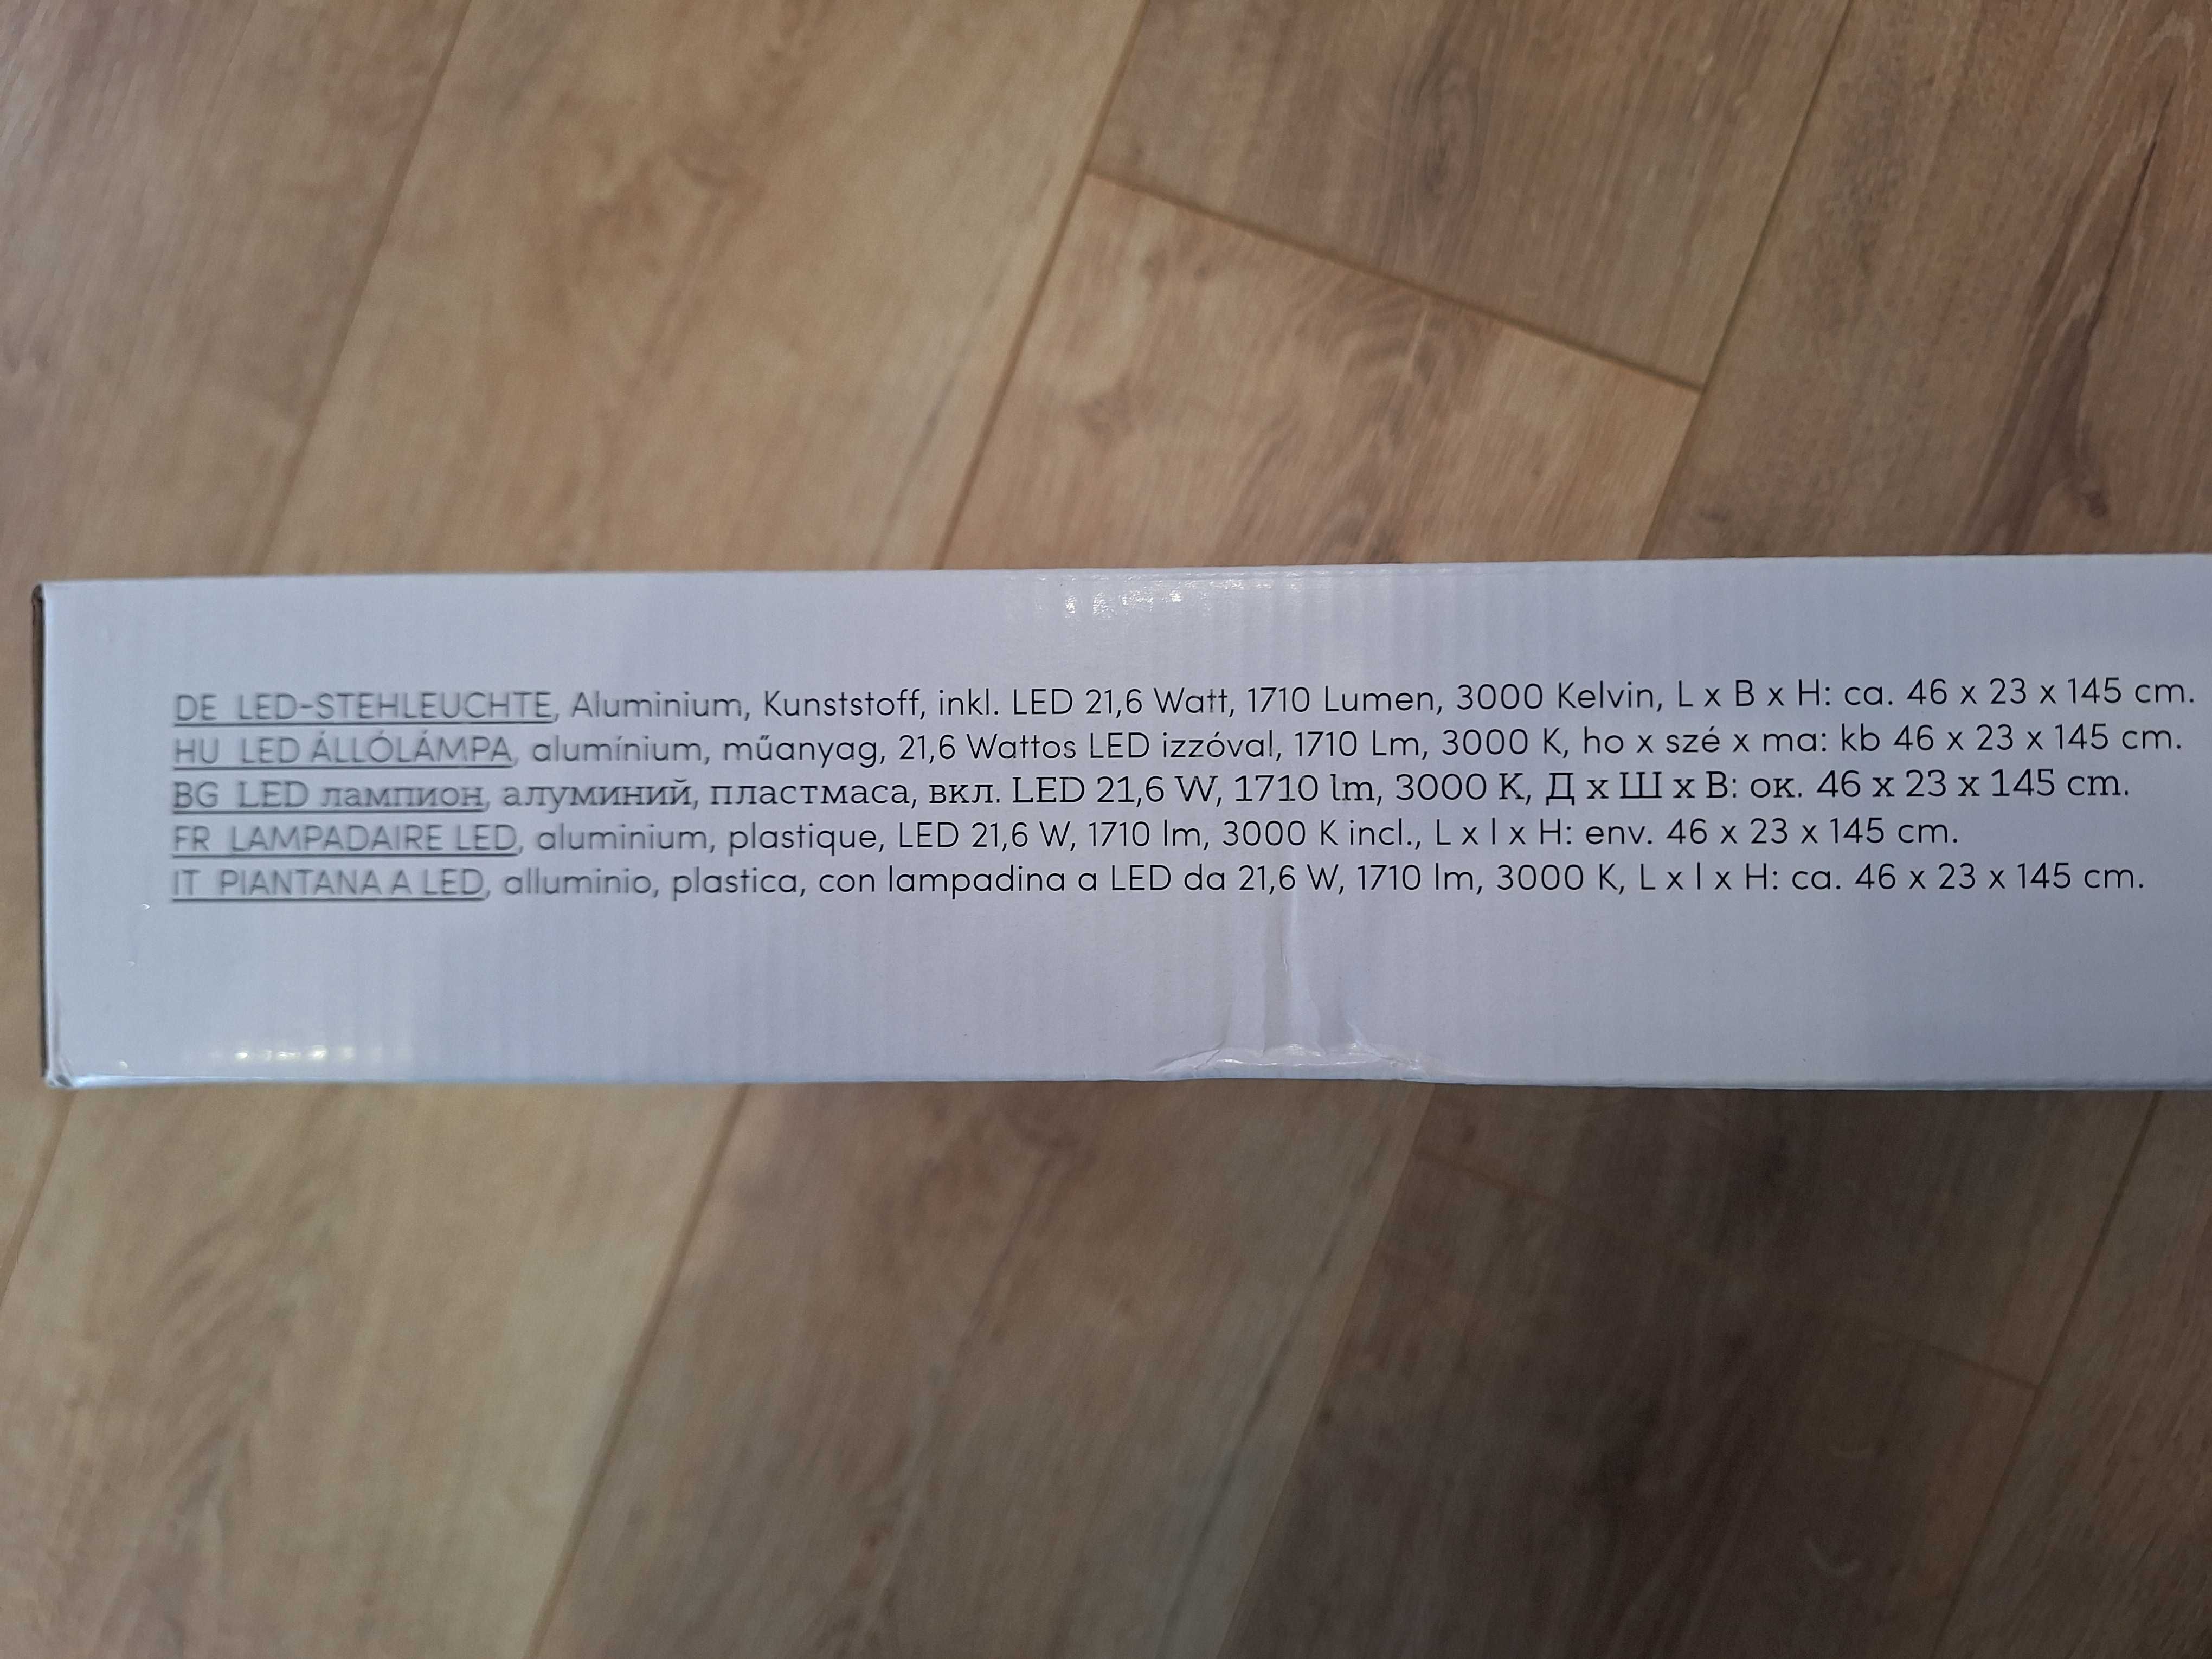 DE LED-STEHLEUCHTE, Aluminium, Kunststoff, inkl. LED 21,6 Watt, 1710 Lumen, 3000 Kelvin, L x B x H: ca. 46 x 23 x 145 cm.
HU LED ÁLLÓLÁMPA, alumínium, műanyag, 21,6 Wattos LED izzóval, 1710 Lm, 3000 K, ho x szé x ma: kb 46 x 23 x 145 cm.
BG LED лампион, алуминий, пластмаса, вкл. LED 21,6 W, 1710 lm, 3000 K, Д x Ш x В: ок. 46 x 23 x 145 cm.
FR LAMPADAIRE LED, aluminium, plastique, LED 21,6 W, 1710 lm, 3000 K incl., L x l x H: env. 46 x 23 x 145 cm.
IT PIANTANA A LED, alluminio, plastica, con lampadina a LED da 21,6 W, 1710 lm, 3000 K, L x l x H: ca. 46 x 23 x 145 cm.